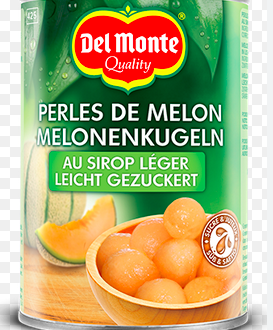 Del Monte
Quality
PERLES DE MELON
MELONENKUGELN
AU SIROP LÉGER
LEICHT GEZUCKERT